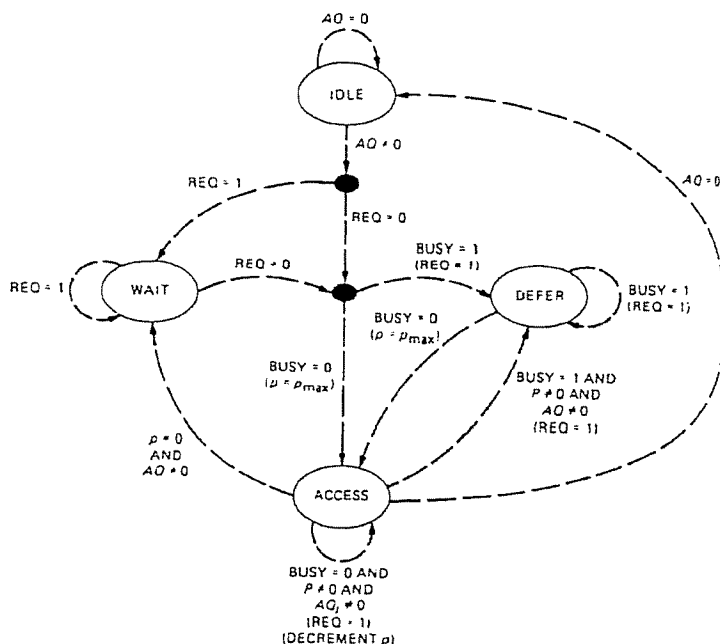 AQ = 0
IDLE
AQ ≠ 0
REQ = 1
REQ = 0
AQ = 0
REQ = 1
WAIT
REQ = 0
BUSY = 1
(REQ = 1)
DEFER
BUSY = 1
(REQ = 1)
BUSY = 0
(p = pmax)
BUSY = 0
(p = pmax)
BUSY = 1 AND
P ≠ 0 AND
AQ ≠ 0
(REQ = 1)
p = 0
AND
AQ ≠ 0
ACCESS
BUSY = 0 AND
P ≠ 0 AND
AQj ≠ 0
(REQ = 1)
(DECREMENT p)